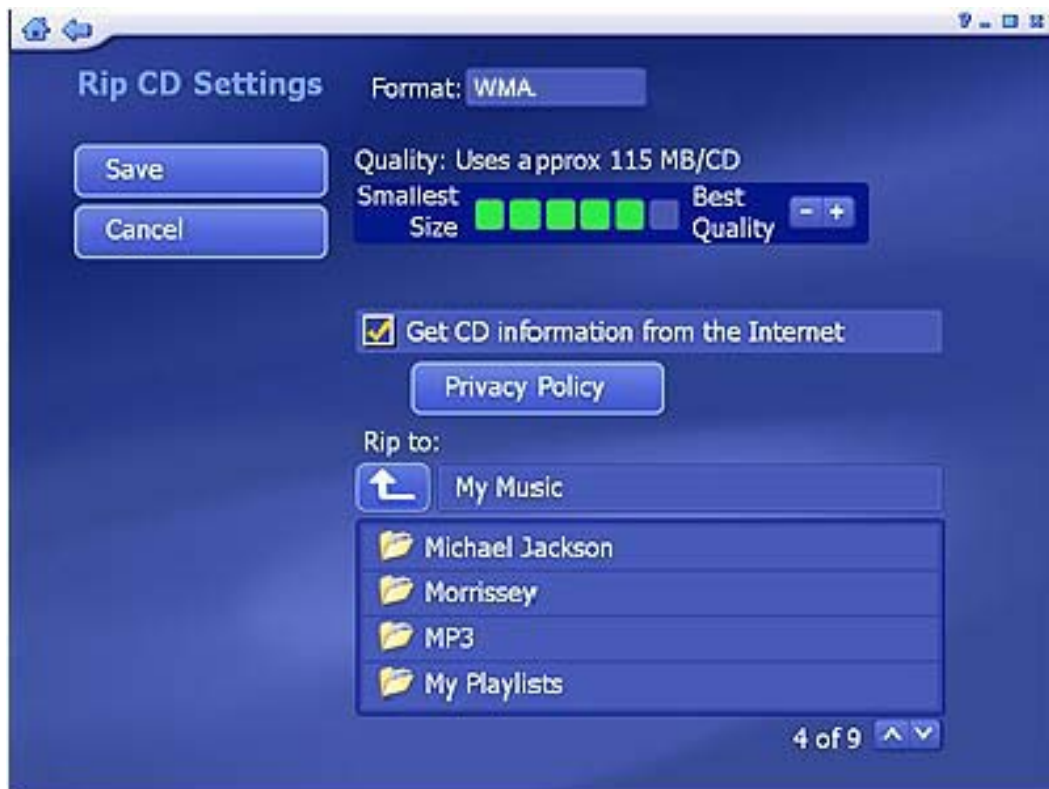 Rip CD Settings
Format: WMA
Save
Cancel
Quality: Uses approx 115 MB/CD
Smallest
Size
Best
Quality
- +
Get CD information from the Internet
Privacy Policy
Rip to:
My Music
Michael Jackson
Morrissey
MP3
My Playlists
4 of 9